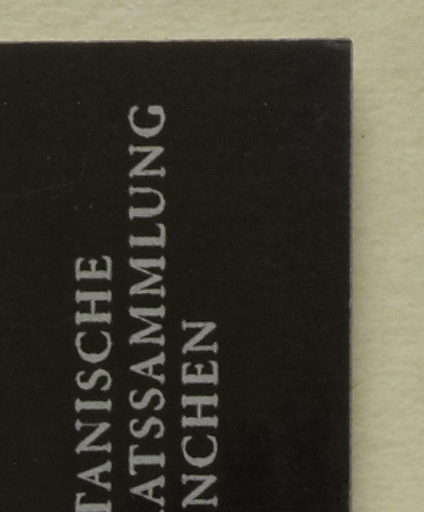 TANISCHE
ATSSAMMLUNG
NCHEN